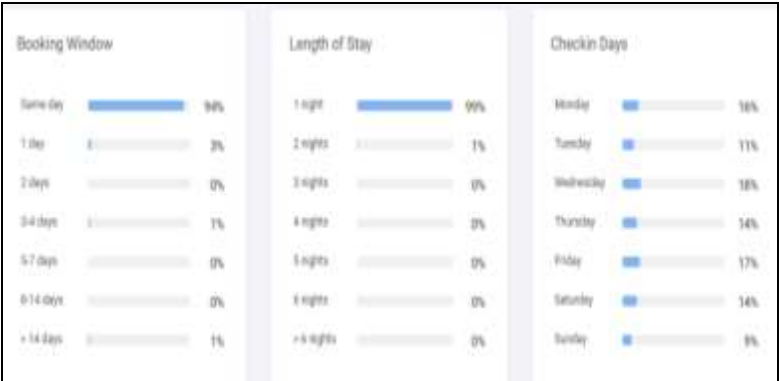 Booking Window
Same day 94%
1 day 3%
2 days 0%
3-4 days 1%
5-7 days 0%
8-14 days 0%
> 14 days 1%
Length of Stay
1 night 99%
2 nights 1%
3 nights 0%
4 nights 0%
5 nights 0%
6 nights 0%
> 6 nights 0%
Checkin Days
Monday 16%
Tuesday 11%
Wednesday 18%
Thursday 14%
Friday 17%
Saturday 14%
Sunday 9%